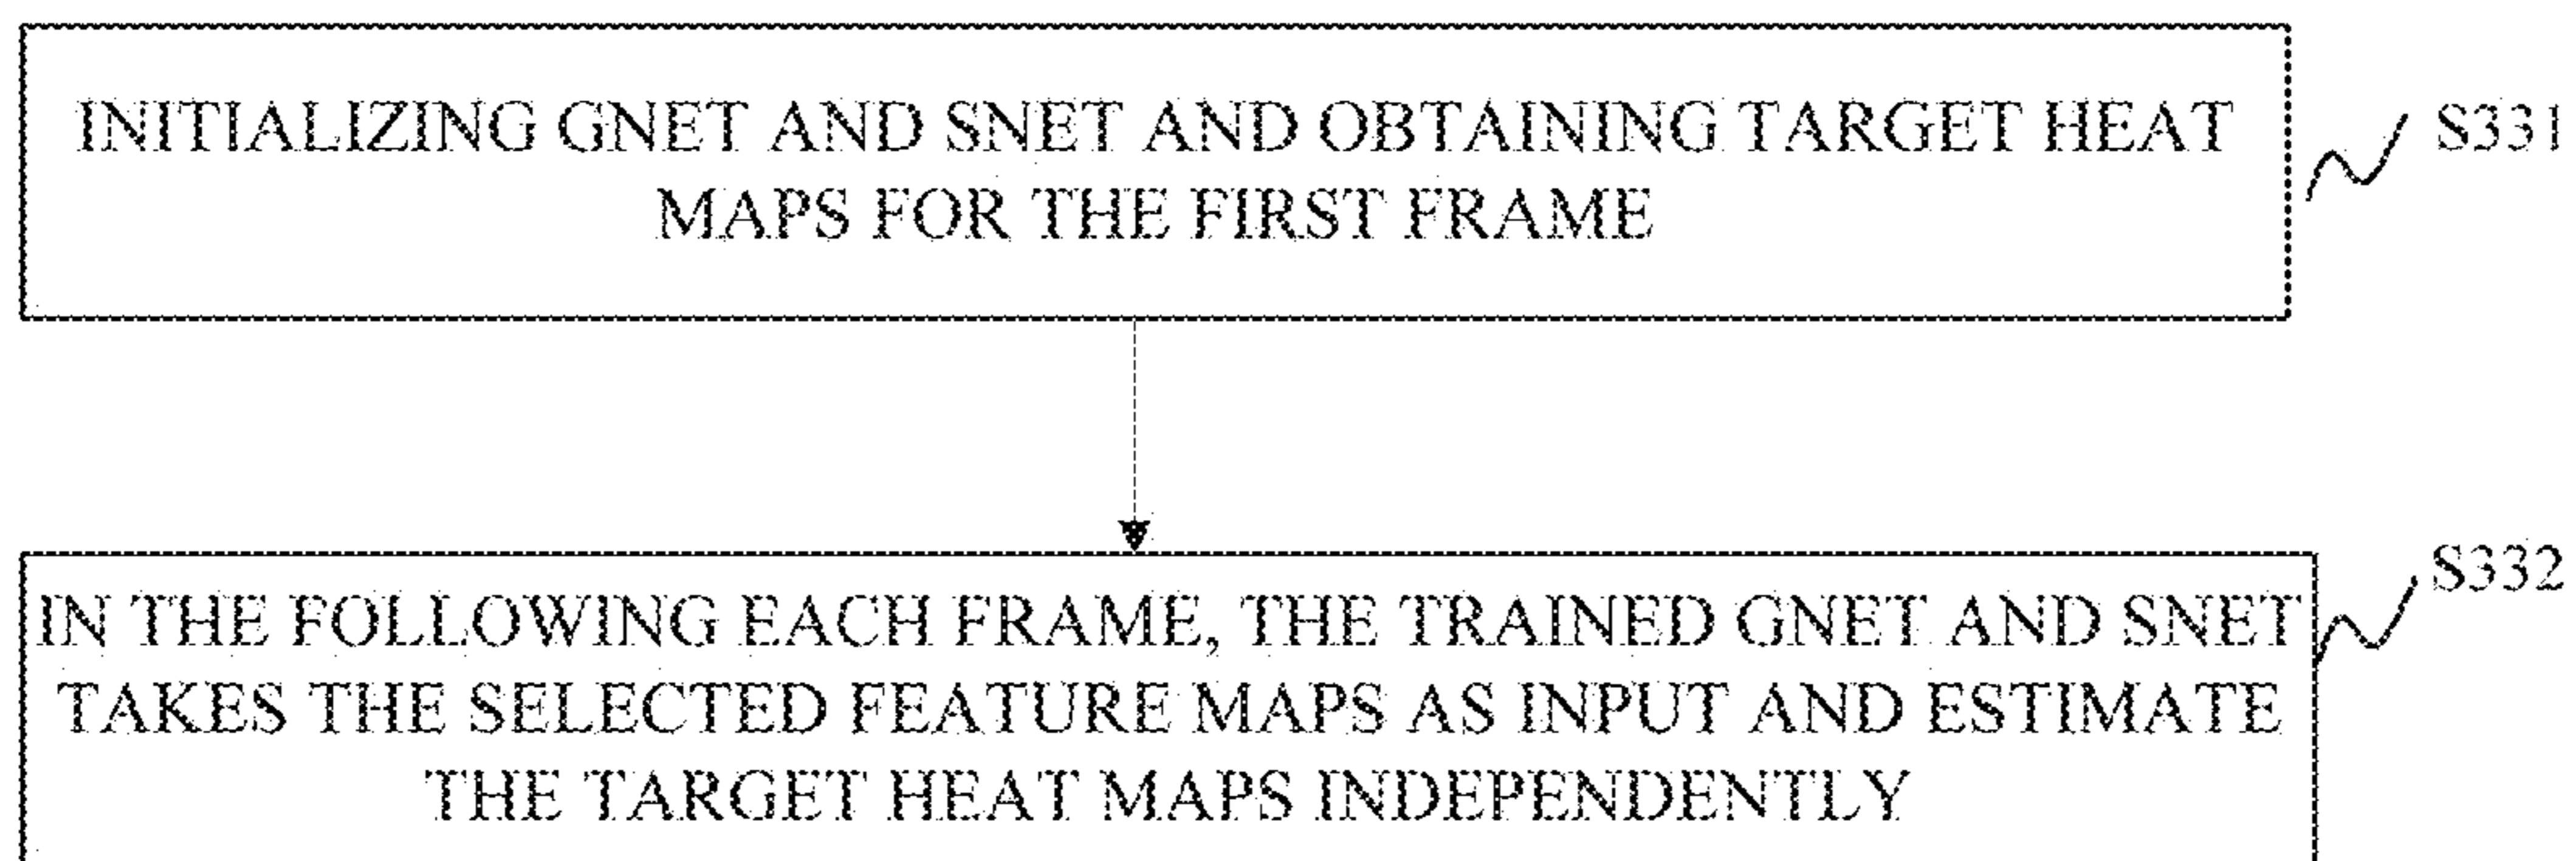 INITIALIZING GNET AND SNET AND OBTAINING TARGET HEAT
MAPS FOR THE FIRST FRAME
S331
S332
IN THE FOLLOWING EACH FRAME, THE TRAINED GNET AND SNET
TAKES THE SELECTED FEATURE MAPS AS INPUT AND ESTIMATE
THE TARGET HEAT MAPS INDEPENDENTLY